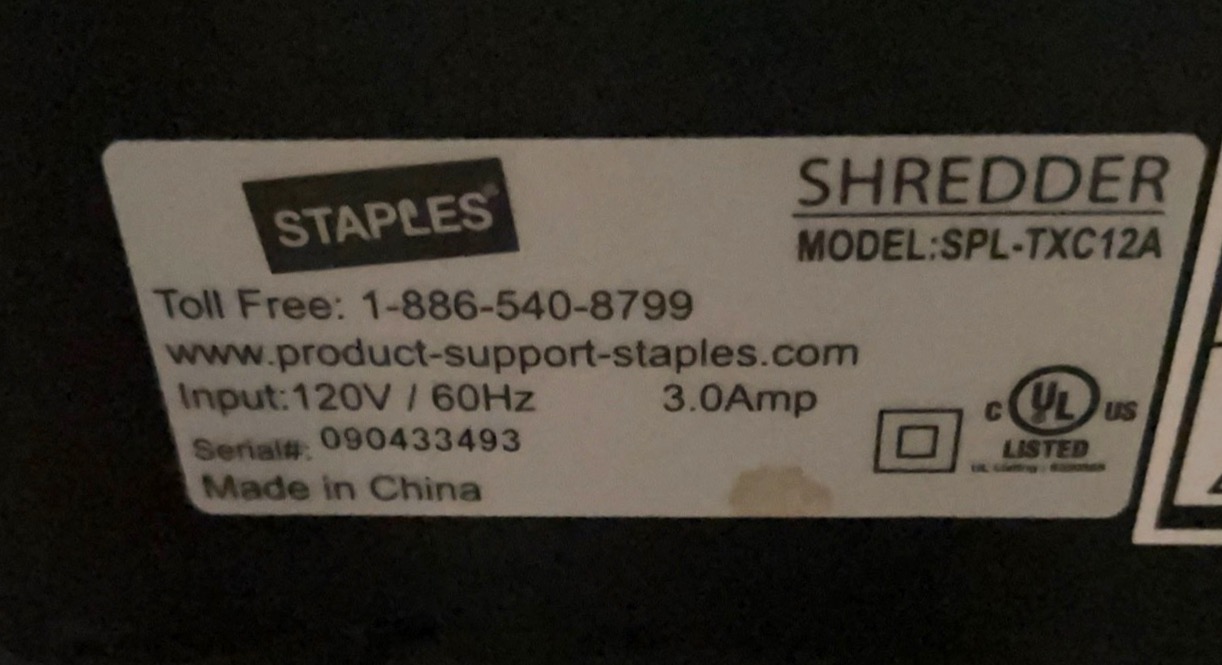 STAPLES®
SHREDDER
MODEL:SPL-TXC12A
Toll Free: 1-886-540-8799
www.product-support-staples.com
Input:120V / 60Hz 3.0Amp
Serial#: 090433493
Made in China
C UL US
LISTED